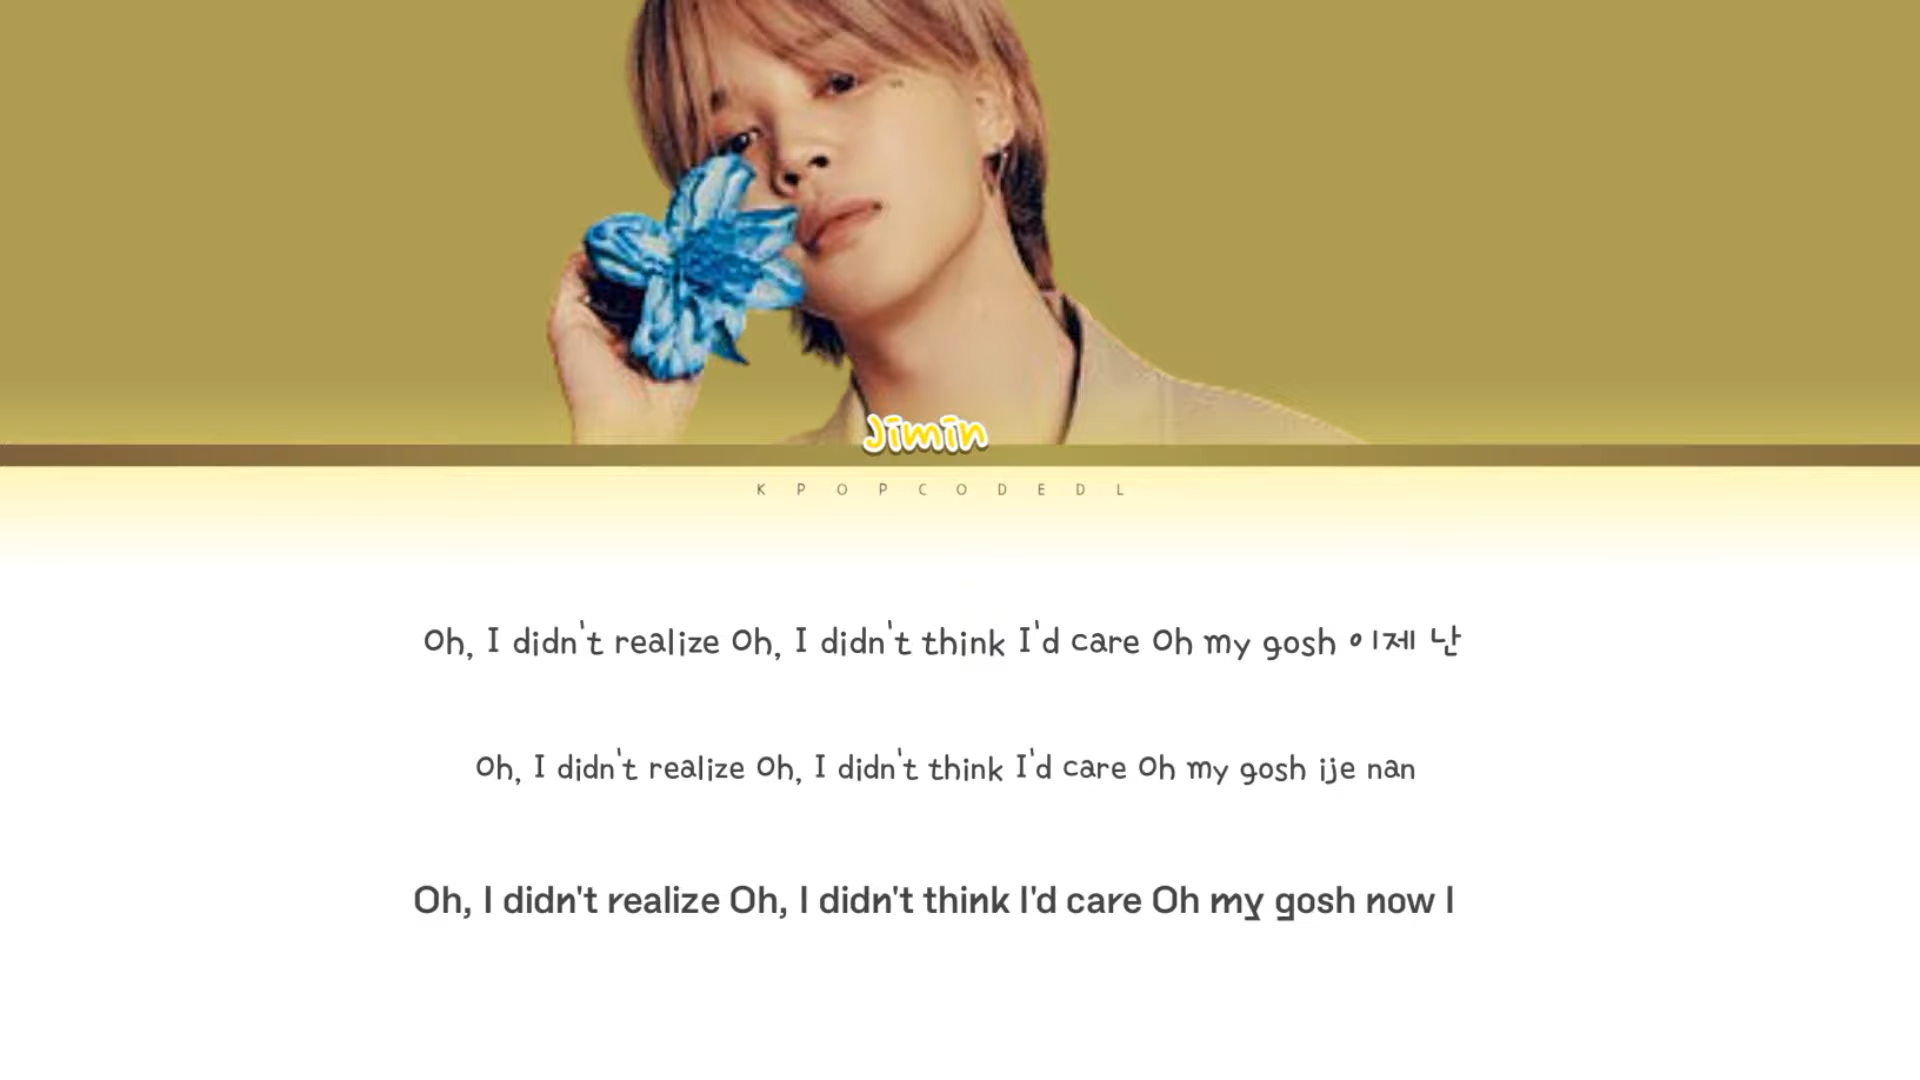 Jimin
KPOPCODEDL
Oh, I didn't realize Oh, I didn't think I'd care Oh my gosh 이제 난
Oh, I didn't realize Oh, I didn't think I'd care Oh my gosh ije nan
Oh, I didn't realize Oh, I didn't think I'd care Oh my gosh now I